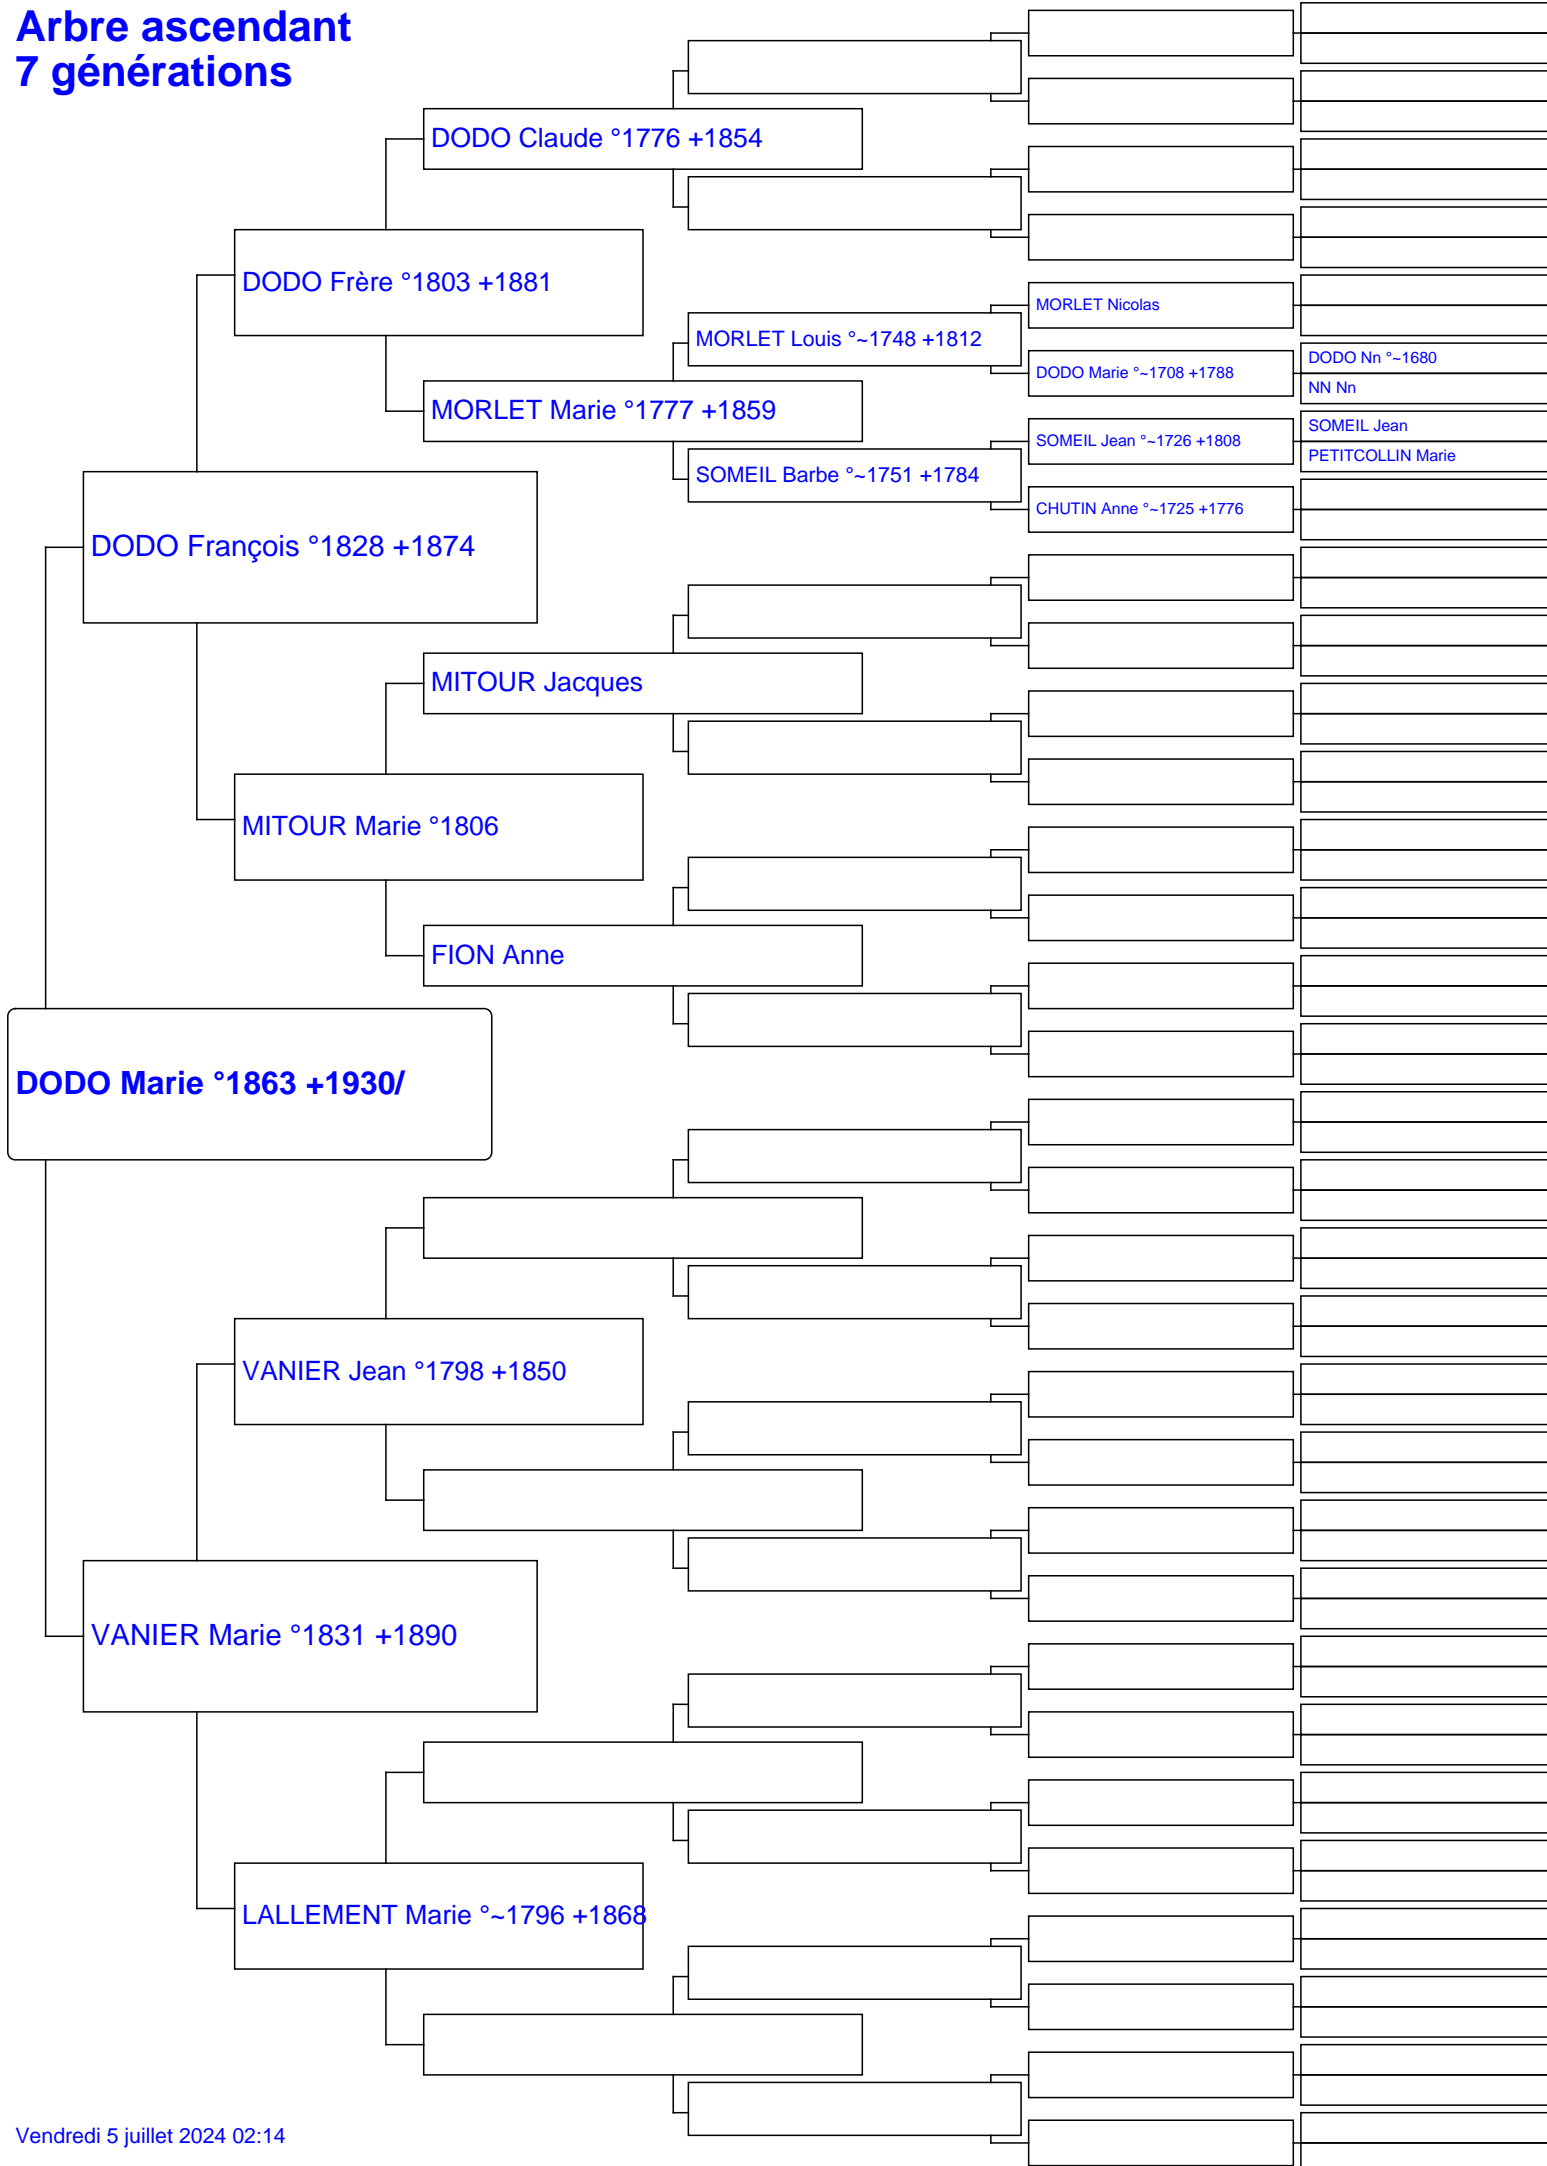 Arbre ascendant
7 générations
DODO Claude °1776 +1854
DODO Frère °1803 +1881
MORLET Nicolas
MORLET Louis °~1748 +1812
DODO Nn °~1680
DODO Marie °~1708 +1788
NN Nn
MORLET Marie °1777 +1859
SOMEIL Jean
SOMEIL Jean °~1726 +1808
PETITCOLLIN Marie
SOMEIL Barbe °~1751 +1784
CHUTIN Anne °~1725 +1776
DODO François °1828 +1874
MITOUR Jacques
MITOUR Marie °1806
FION Anne
DODO Marie °1863 +1930/
VANIER Jean °1798 +1850
VANIER Marie °1831 +1890
LALLEMENT Marie °~1796 +1868
Vendredi 5 juillet 2024 02:14